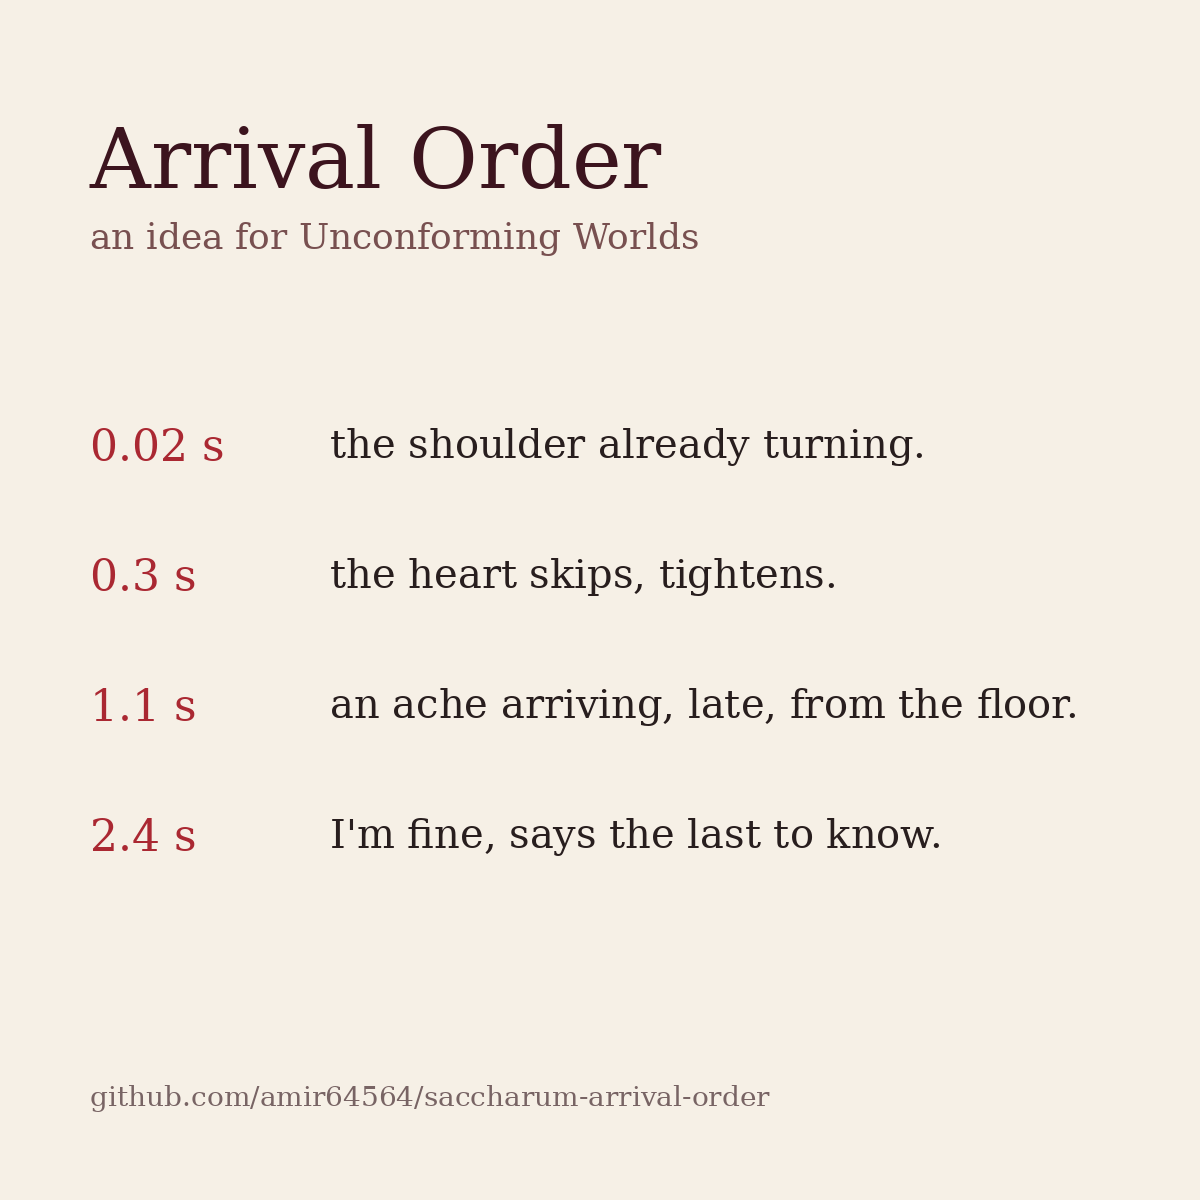 Arrival Order
an idea for Unconforming Worlds
0.02 s the shoulder already turning.
0.3 s the heart skips, tightens.
1.1 s an ache arriving, late, from the floor.
2.4 s I'm fine, says the last to know.
github.com/amir64564/saccharum-arrival-order